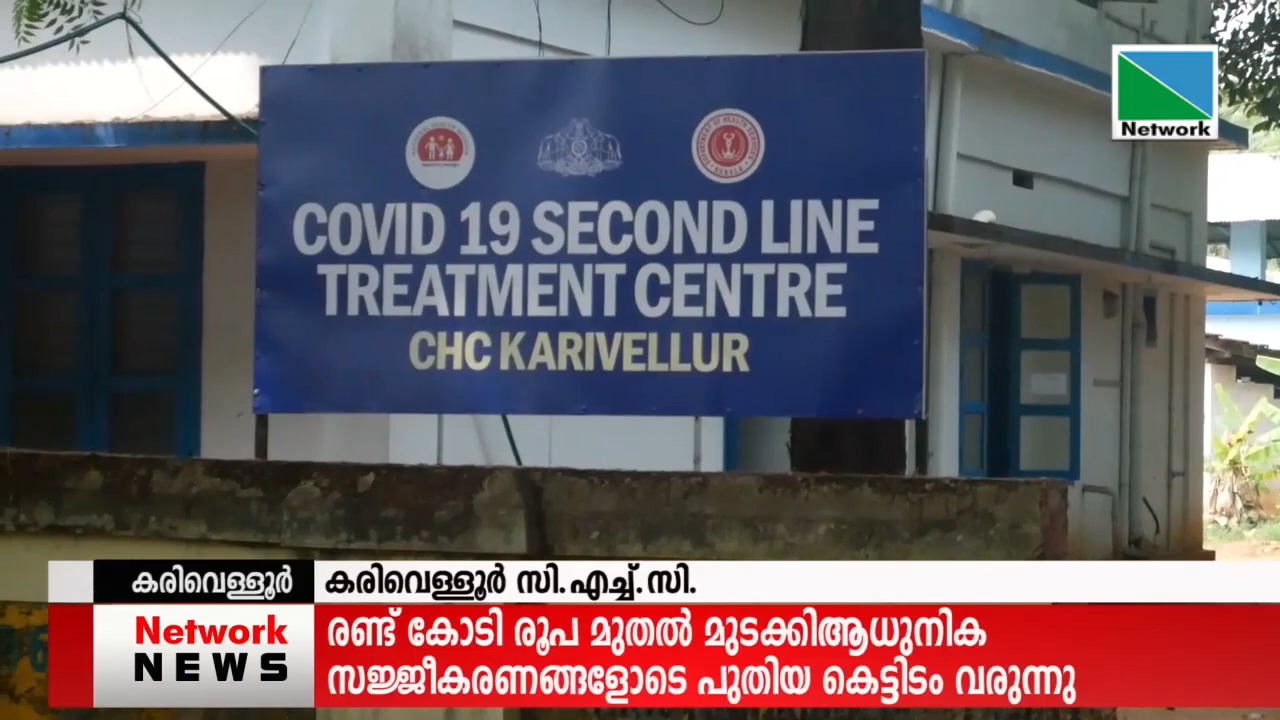 Network
COVID 19 SECOND LINE
TREATMENT CENTRE
CHC KARIVELLUR
കരിവെള്ളൂർ
കരിവെള്ളൂർ സി.എച്ച്.സി.
Network
NEWS
രണ്ട് കോടി രൂപ മുതൽ മുടക്കിആധുനിക
സജ്ജീകരണങ്ങളോടെ പുതിയ കെട്ടിടം വരുന്നു